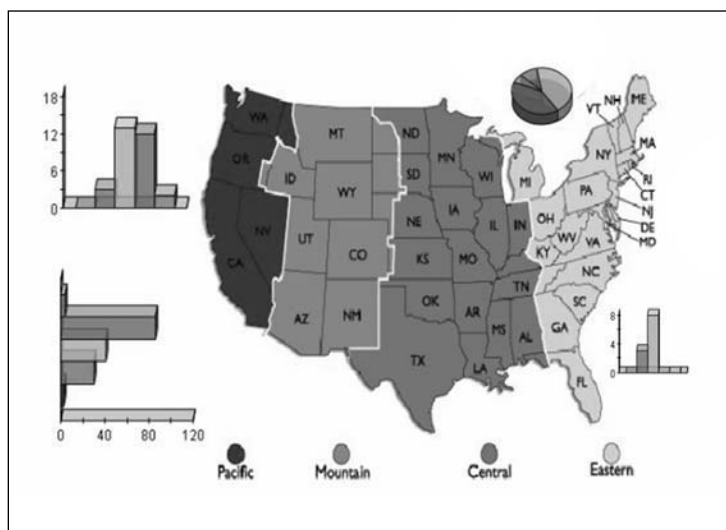 18
12
6
0
0 40 80 120
8
4
0
WA
OR
CA
NV
ID
MT
WY
UT
CO
AZ
NM
ND
SD
NE
KS
OK
TX
MN
IA
MO
AR
LA
WI
IL
IN
TN
MS
AL
MI
OH
KY
WV
VA
NC
SC
GA
FL
PA
NY
VT
NH
ME
MA
RI
CT
NJ
DE
MD
Pacific Mountain Central Eastern